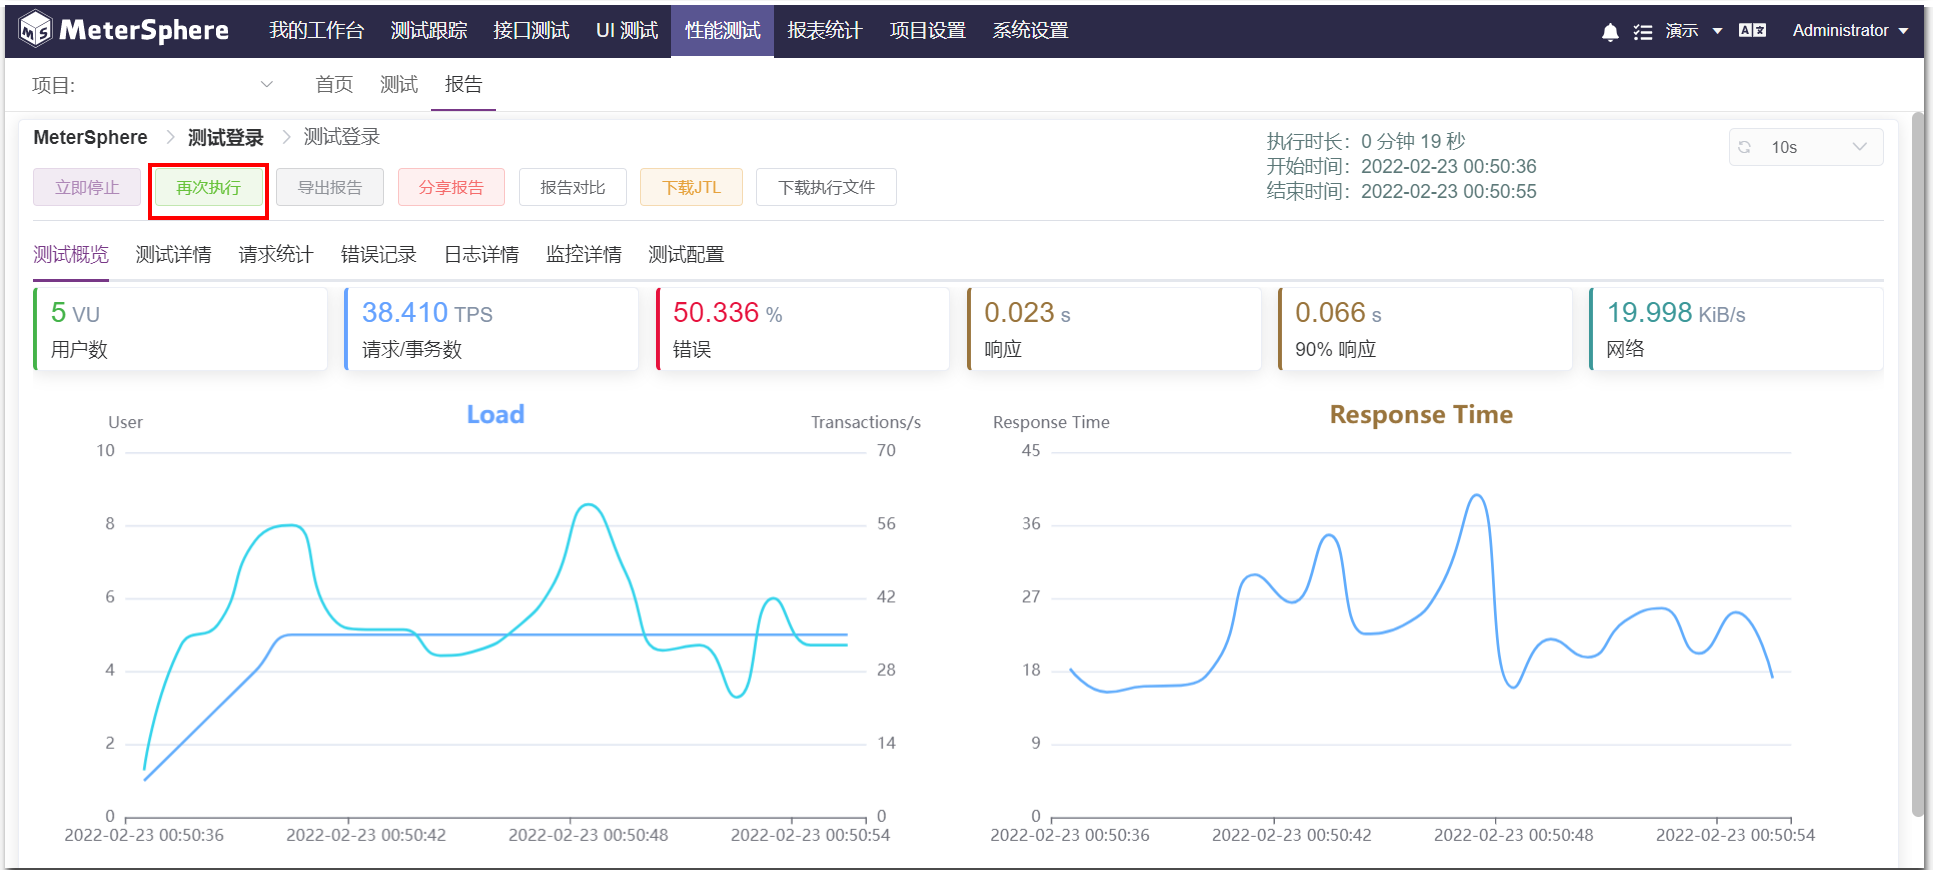 MeterSphere 我的工作台 测试跟踪 接口测试 UI 测试 性能测试 报表统计 项目设置 系统设置 演示 Administrator
项目: 首页 测试 报告
MeterSphere 测试登录 测试登录
执行时长: 0 分钟 19 秒
开始时间: 2022-02-23 00:50:36
结束时间: 2022-02-23 00:50:55
10s
立即停止 再次执行 导出报告 分享报告 报告对比 下载JTL 下载执行文件
测试概览 测试详情 请求统计 错误记录 日志详情 监控详情 测试配置
5 VU
用户数
38.410 TPS
请求/事务数
50.336 %
错误
0.023 s
响应
0.066 s
90% 响应
19.998 KiB/s
网络
Load
User
Transactions/s
10
8
6
4
2
0
70
56
42
28
14
0
2022-02-23 00:50:36 2022-02-23 00:50:42 2022-02-23 00:50:48 2022-02-23 00:50:54
Response Time
Response Time
45
36
27
18
9
0
2022-02-23 00:50:36 2022-02-23 00:50:42 2022-02-23 00:50:48 2022-02-23 00:50:54